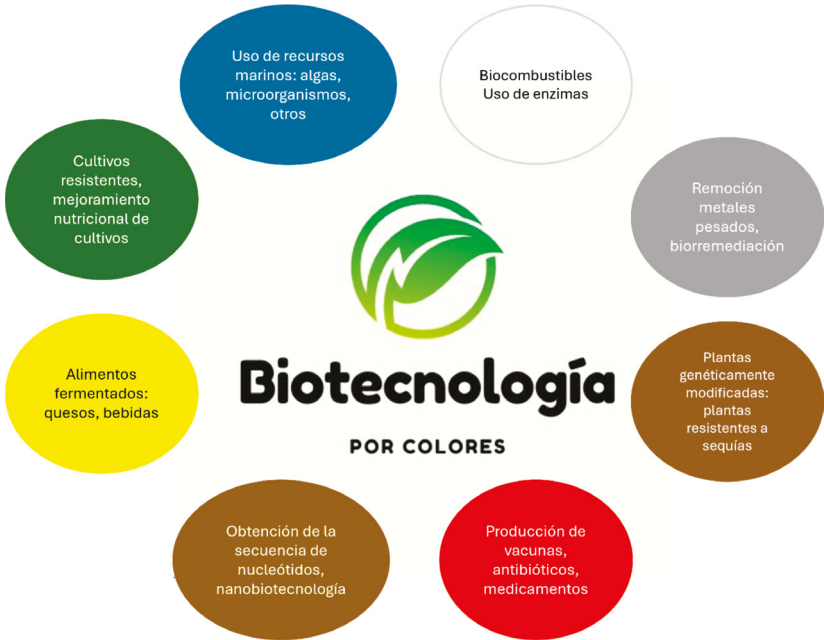 Uso de recursos
marinos: algas,
microorganismos,
otros
Biocombustibles
Uso de enzimas
Cultivos
resistentes,
mejoramiento
nutricional de
cultivos
Remoción
metales
pesados,
biorremediación
Alimentos
fermentados:
quesos, bebidas
Biotecnología
POR COLORES
Plantas
genéticamente
modificadas:
plantas
resistentes a
sequías
Obtención de la
secuencia de
nucleótidos,
nanobiotecnología
Producción de
vacunas,
antibióticos,
medicamentos